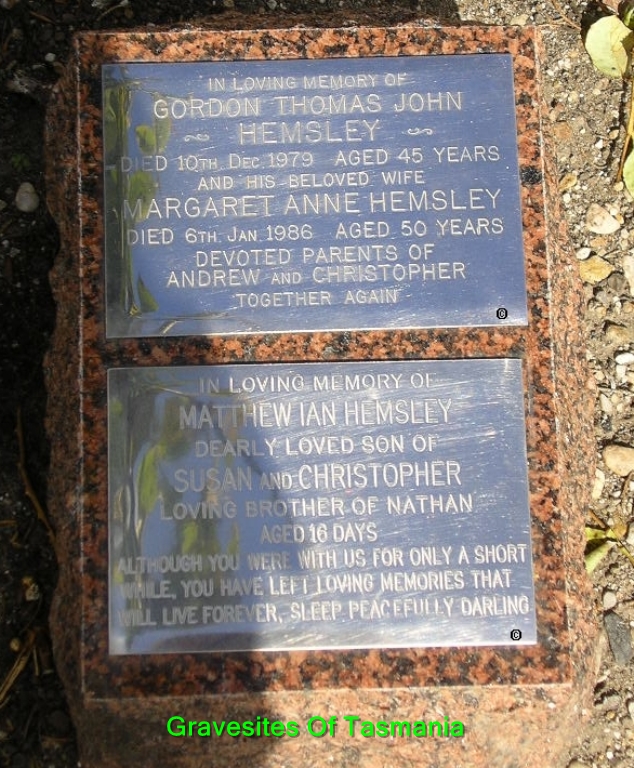 IN LOVING MEMORY OF
GORDON THOMAS JOHN
HEMSLEY
DIED 10TH DEC. 1979 AGED 45 YEARS
AND HIS BELOVED WIFE
MARGARET ANNE HEMSLEY
DIED 6TH JAN. 1986 AGED 50 YEARS
DEVOTED PARENTS OF
ANDREW AND CHRISTOPHER
TOGETHER AGAIN
©
IN LOVING MEMORY OF
MATTHEW IAN HEMSLEY
DEARLY LOVED SON OF
SUSAN AND CHRISTOPHER
LOVING BROTHER OF NATHAN
AGED 16 DAYS
ALTHOUGH YOU WERE WITH US FOR ONLY A SHORT
WHILE, YOU HAVE LEFT LOVING MEMORIES THAT
WILL LIVE FOREVER, SLEEP PEACEFULLY DARLING
©
Gravesites Of Tasmania